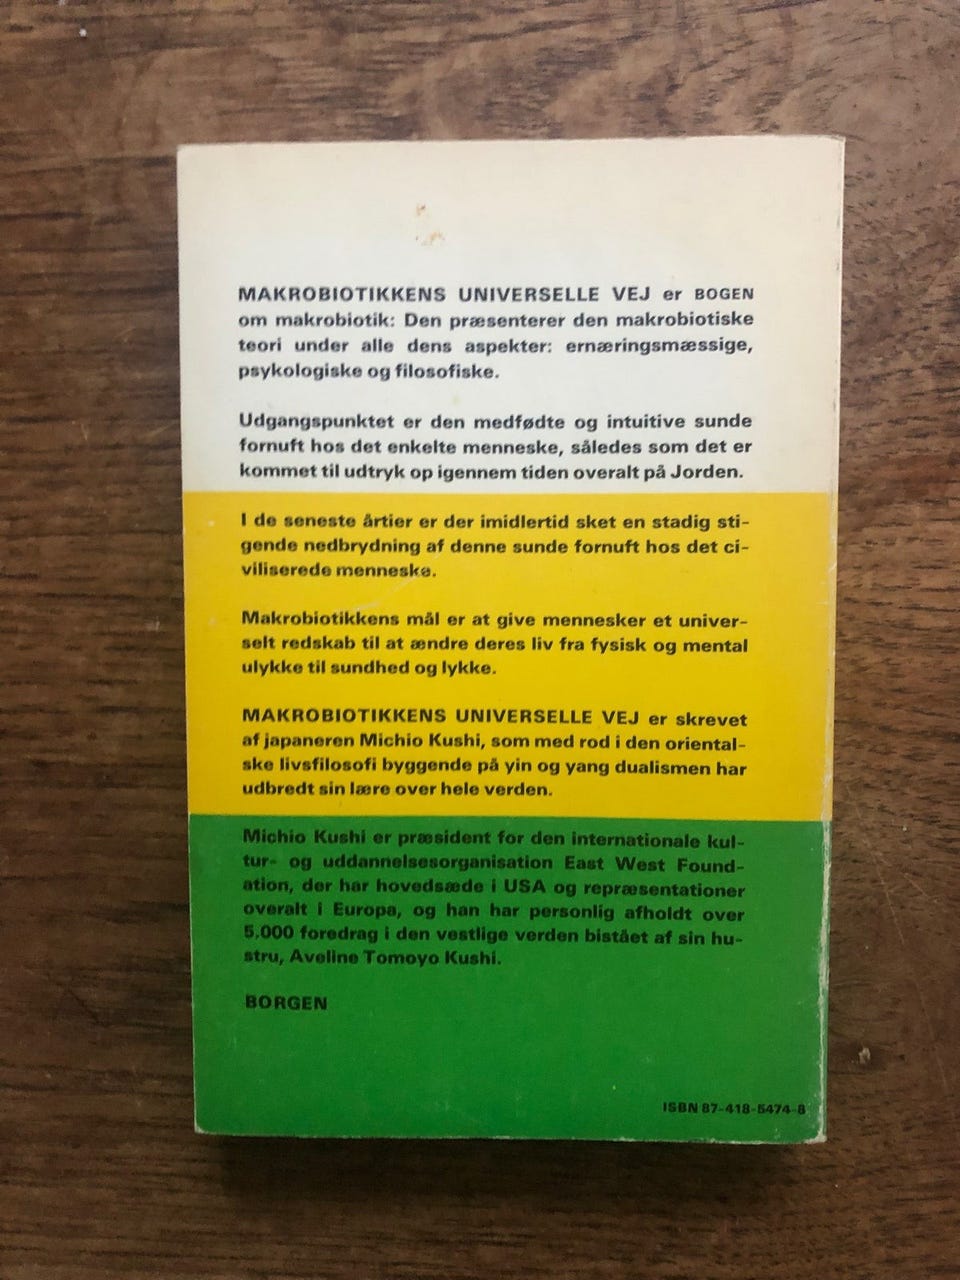 MAKROBIOTIKKENS UNIVERSELLE VEJ er BOGEN
om makrobiotik: Den præsenterer den makrobiotiske
teori under alle dens aspekter: ernæringsmæssige,
psykologiske og filosofiske.
Udgangspunktet er den medfødte og intuitive sunde
fornuft hos det enkelte menneske, således som det er
kommet til udtryk op igennem tiden overalt på Jorden.
I de seneste årtier er der imidlertid sket en stadig sti-
gende nedbrydning af denne sunde fornuft hos det ci-
viliserede menneske.
Makrobiotikkens mål er at give mennesker et univer-
selt redskab til at ændre deres liv fra fysisk og mental
ulykke til sundhed og lykke.
MAKROBIOTIKKENS UNIVERSELLE VEJ er skrevet
af japaneren Michio Kushi, som med rod i den oriental-
ske livsfilosofi byggende på yin og yang dualismen har
udbredt sin lære over hele verden.
Michio Kushi er præsident for den internationale kul-
tur- og uddannelsesorganisation East West Found-
ation, der har hovedsæde i USA og repræsentationer
overalt i Europa, og han har personlig afholdt over
5.000 foredrag i den vestlige verden bistået af sin hu-
stru, Aveline Tomoyo Kushi.
BORGEN
ISBN 87-418-5474-8